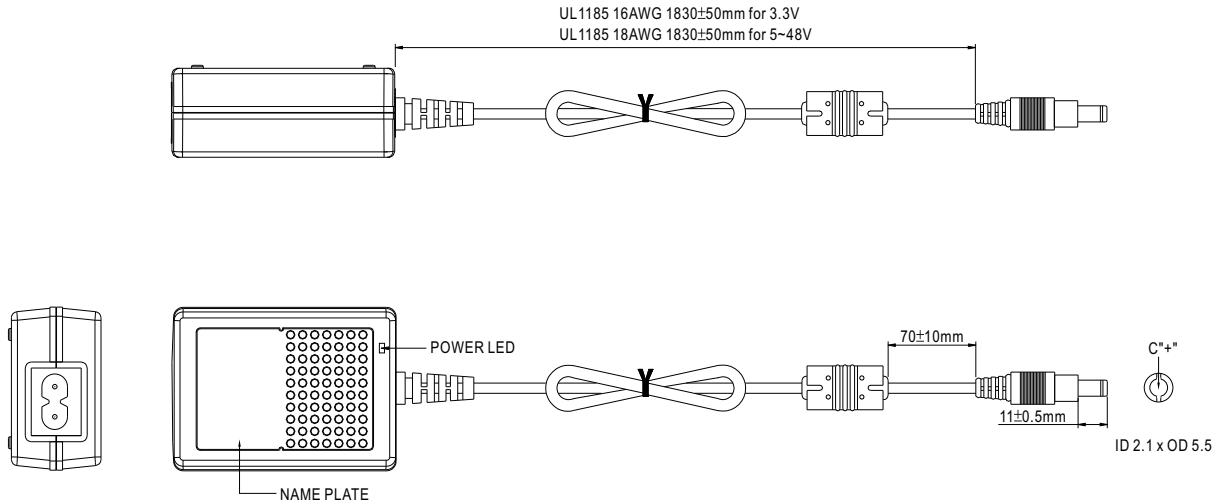 UL1185 16AWG 1830±50mm for 3.3V
UL1185 18AWG 1830±50mm for 5~48V
POWER LED
70±10mm
C"+"
11±0.5mm
ID 2.1 x OD 5.5
NAME PLATE